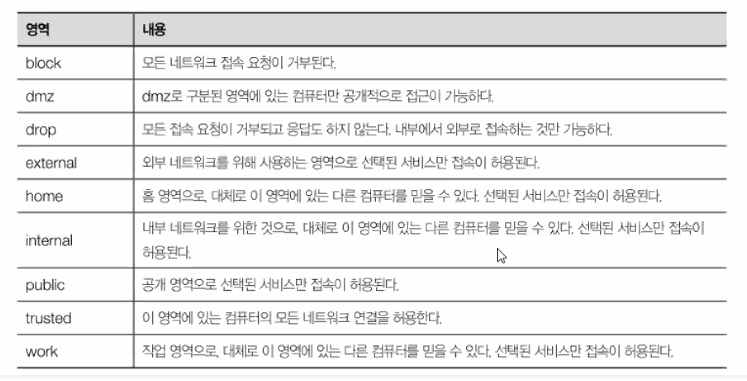 영역 내용
block 모든 네트워크 접속 요청이 거부된다.
dmz dmz로 구분된 영역에 있는 컴퓨터만 공개적으로 접근이 가능하다.
drop 모든 접속 요청이 거부되고 응답도 하지 않는다. 내부에서 외부로 접속하는 것만 가능하다.
external 외부 네트워크를 위해 사용하는 영역으로 선택된 서비스만 접속이 허용된다.
home 홈 영역으로, 대체로 이 영역에 있는 다른 컴퓨터를 믿을 수 있다. 선택된 서비스만 접속이 허용된다.
internal 내부 네트워크를 위한 것으로, 대체로 이 영역에 있는 다른 컴퓨터를 믿을 수 있다. 선택된 서비스만 접속이
허용된다.
public 공개 영역으로 선택된 서비스만 접속이 허용된다.
trusted 이 영역에 있는 컴퓨터의 모든 네트워크 연결을 허용한다.
work 작업 영역으로, 대체로 이 영역에 있는 다른 컴퓨터를 믿을 수 있다. 선택된 서비스만 접속이 허용된다.